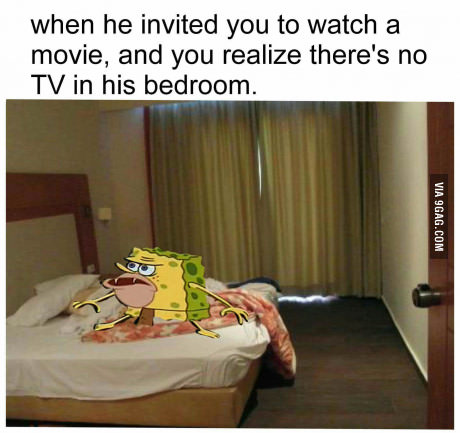 when he invited you to watch a
movie, and you realize there's no
TV in his bedroom.
VIA 9GAG.COM